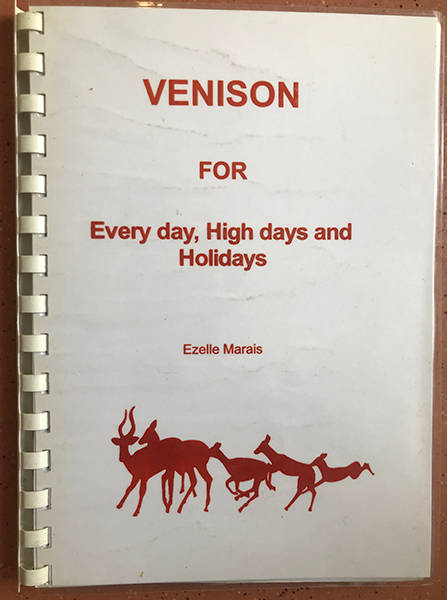 VENISON
FOR
Every day, High days and
Holidays
Ezelle Marais